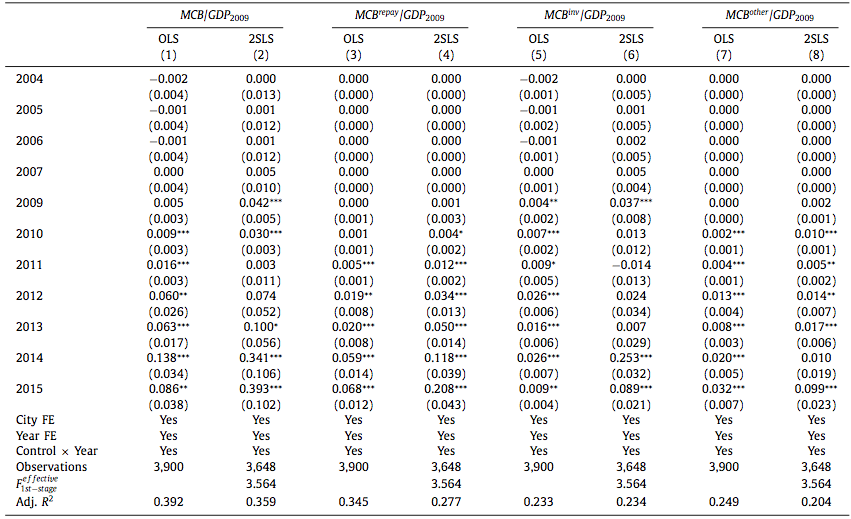 MCB/GDP2009 MCB^repay/GDP2009 MCB^inv/GDP2009 MCB^other/GDP2009
OLS 2SLS OLS 2SLS OLS 2SLS OLS 2SLS
(1) (2) (3) (4) (5) (6) (7) (8)
2004 −0.002 0.000 0.000 0.000 −0.002 0.000 0.000 0.000
(0.004) (0.013) (0.000) (0.000) (0.001) (0.005) (0.000) (0.000)
2005 −0.001 0.001 0.000 0.000 −0.001 0.001 0.000 0.000
(0.004) (0.012) (0.000) (0.000) (0.002) (0.005) (0.000) (0.000)
2006 −0.001 0.001 0.000 0.000 −0.001 0.002 0.000 0.000
(0.004) (0.012) (0.000) (0.000) (0.001) (0.005) (0.000) (0.000)
2007 0.000 0.005 0.000 0.000 0.000 0.005 0.000 0.000
(0.004) (0.010) (0.000) (0.000) (0.001) (0.004) (0.000) (0.000)
2009 0.005 0.042*** 0.000 0.001 0.004** 0.037*** 0.000 0.002
(0.003) (0.005) (0.001) (0.003) (0.002) (0.008) (0.000) (0.001)
2010 0.009*** 0.030*** 0.001 0.004* 0.007*** 0.013 0.002*** 0.010***
(0.003) (0.003) (0.001) (0.002) (0.002) (0.012) (0.001) (0.001)
2011 0.016*** 0.003 0.005*** 0.012*** 0.009* −0.014 0.004*** 0.005**
(0.003) (0.011) (0.001) (0.002) (0.005) (0.013) (0.001) (0.002)
2012 0.060** 0.074 0.019** 0.034*** 0.026*** 0.024 0.013*** 0.014**
(0.026) (0.052) (0.008) (0.013) (0.006) (0.034) (0.004) (0.007)
2013 0.063*** 0.100* 0.020*** 0.050*** 0.016*** 0.007 0.008*** 0.017***
(0.017) (0.056) (0.008) (0.014) (0.006) (0.029) (0.003) (0.006)
2014 0.138*** 0.341*** 0.059*** 0.118*** 0.026*** 0.253*** 0.020*** 0.010
(0.034) (0.106) (0.014) (0.039) (0.007) (0.032) (0.005) (0.019)
2015 0.086** 0.393*** 0.068*** 0.208*** 0.009** 0.089*** 0.032*** 0.099***
(0.038) (0.102) (0.012) (0.043) (0.004) (0.021) (0.007) (0.023)
City FE Yes Yes Yes Yes Yes Yes Yes Yes
Year FE Yes Yes Yes Yes Yes Yes Yes Yes
Control × Year Yes Yes Yes Yes Yes Yes Yes Yes
Observations 3,900 3,648 3,900 3,648 3,900 3,648 3,900 3,648
F^effective_1st−stage 3.564 3.564 3.564 3.564
Adj. R² 0.392 0.359 0.345 0.277 0.233 0.234 0.249 0.204